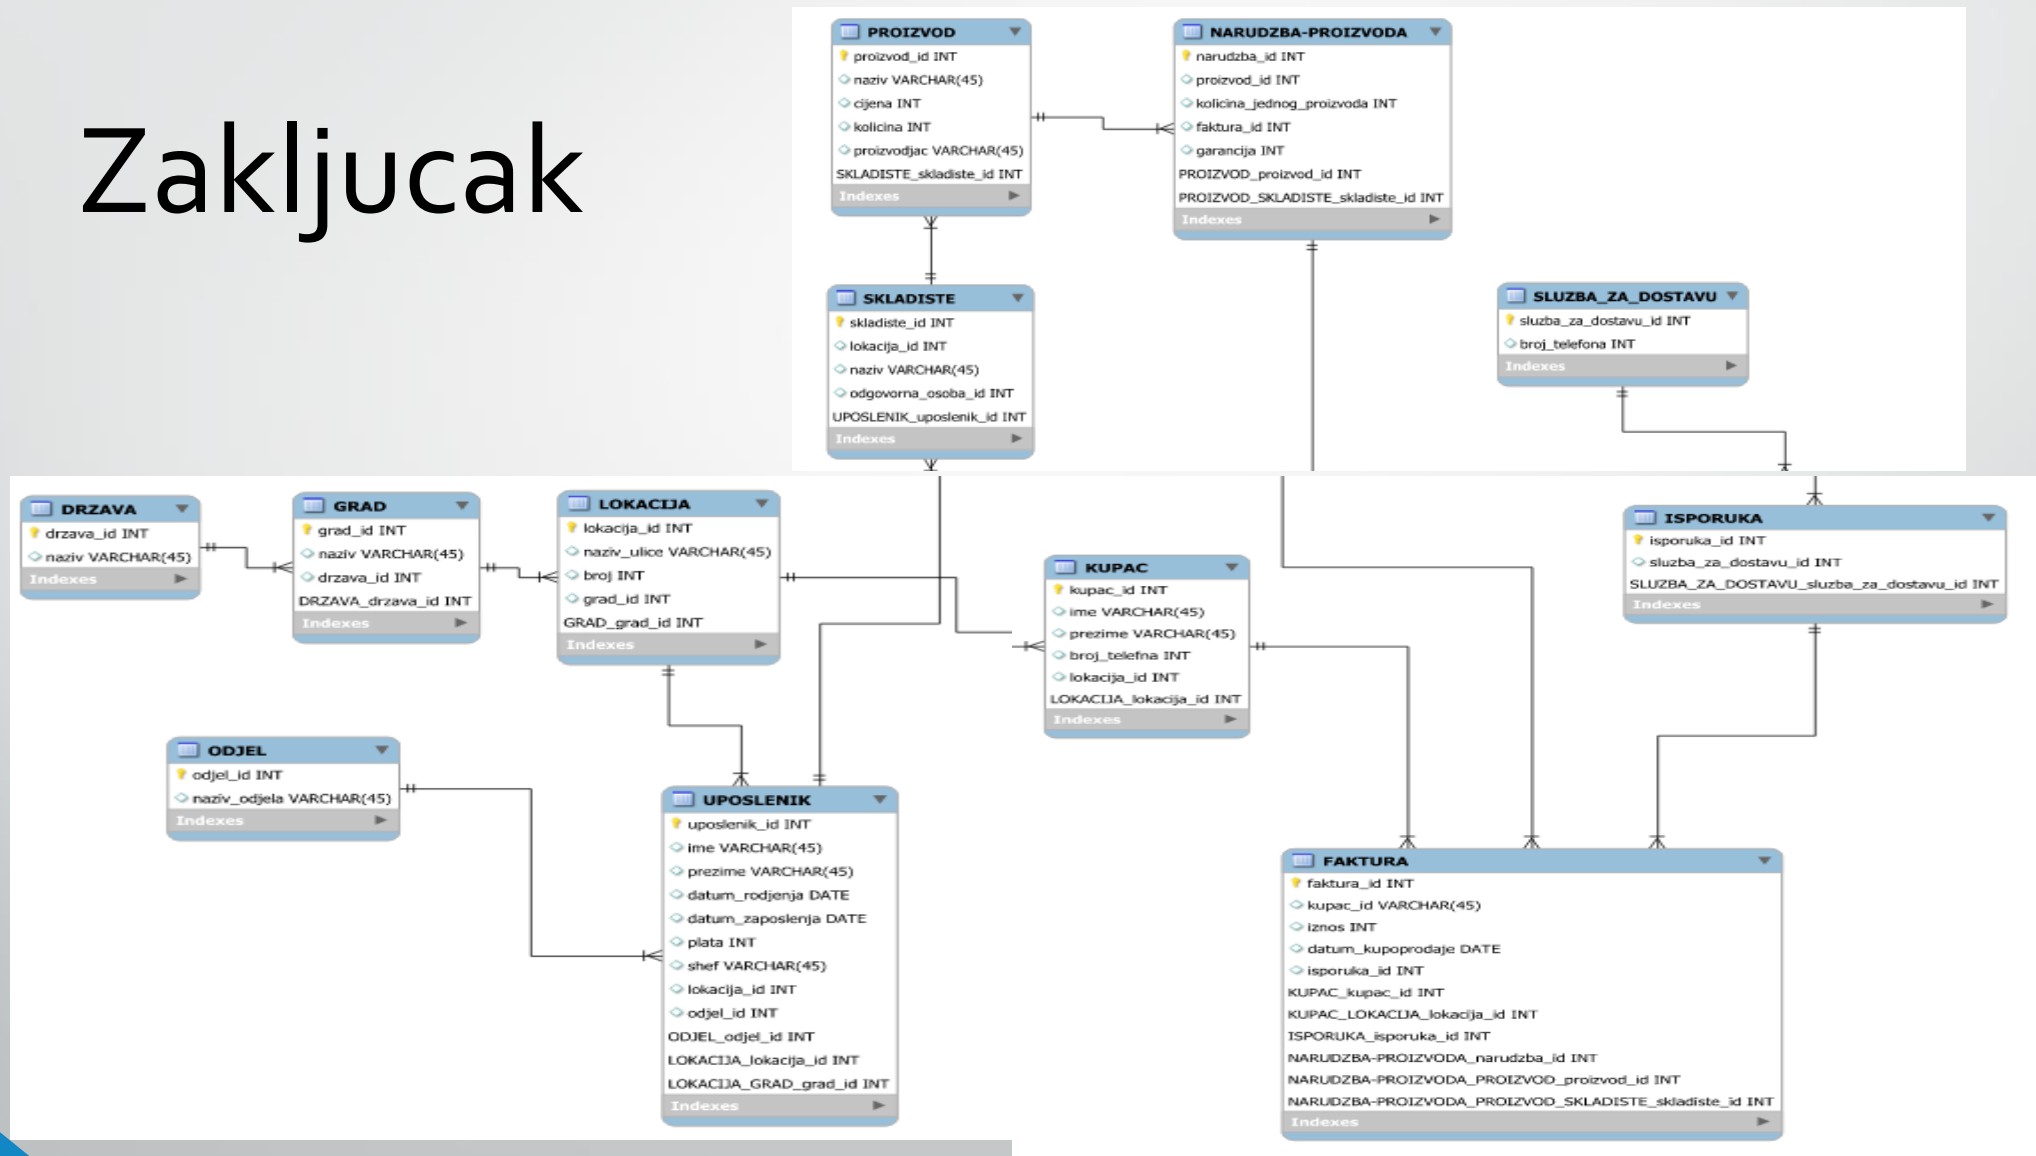 Zakljucak
PROIZVOD
proizvod_id INT
naziv VARCHAR(45)
cijena INT
kolicina INT
proizvodjac VARCHAR(45)
SKLADISTE_skladiste_id INT
Indexes
NARUDZBA-PROIZVODA
narudzba_id INT
proizvod_id INT
kolicina_jednog_proizvoda INT
faktura_id INT
garancija INT
PROIZVOD_proizvod_id INT
PROIZVOD_SKLADISTE_skladiste_id INT
Indexes
SKLADISTE
skladiste_id INT
lokacija_id INT
naziv VARCHAR(45)
odgovorna_osoba_id INT
UPOSLENIK_uposlenik_id INT
Indexes
SLUZBA_ZA_DOSTAVU
sluzba_za_dostavu_id INT
broj_telefona INT
Indexes
DRZAVA
drzava_id INT
naziv VARCHAR(45)
Indexes
GRAD
grad_id INT
naziv VARCHAR(45)
drzava_id INT
DRZAVA_drzava_id INT
Indexes
LOKACIJA
lokacija_id INT
naziv_ulice VARCHAR(45)
broj INT
grad_id INT
GRAD_grad_id INT
Indexes
KUPAC
kupac_id INT
ime VARCHAR(45)
prezime VARCHAR(45)
broj_telefna INT
lokacija_id INT
LOKACIJA_lokacija_id INT
Indexes
ISPORUKA
isporuka_id INT
sluzba_za_dostavu_id INT
SLUZBA_ZA_DOSTAVU_sluzba_za_dostavu_id INT
Indexes
ODJEL
odjel_id INT
naziv_odjela VARCHAR(45)
Indexes
UPOSLENIK
uposlenik_id INT
ime VARCHAR(45)
prezime VARCHAR(45)
datum_rodjenja DATE
datum_zaposlenja DATE
plata INT
shef VARCHAR(45)
lokacija_id INT
odjel_id INT
ODJEL_odjel_id INT
LOKACIJA_lokacija_id INT
LOKACIJA_GRAD_grad_id INT
Indexes
FAKTURA
faktura_id INT
kupac_id VARCHAR(45)
iznos INT
datum_kupoprodaje DATE
isporuka_id INT
KUPAC_kupac_id INT
KUPAC_LOKACIJA_lokacija_id INT
ISPORUKA_isporuka_id INT
NARUDZBA-PROIZVODA_narudzba_id INT
NARUDZBA-PROIZVODA_PROIZVOD_proizvod_id INT
NARUDZBA-PROIZVODA_PROIZVOD_SKLADISTE_skladiste_id INT
Indexes